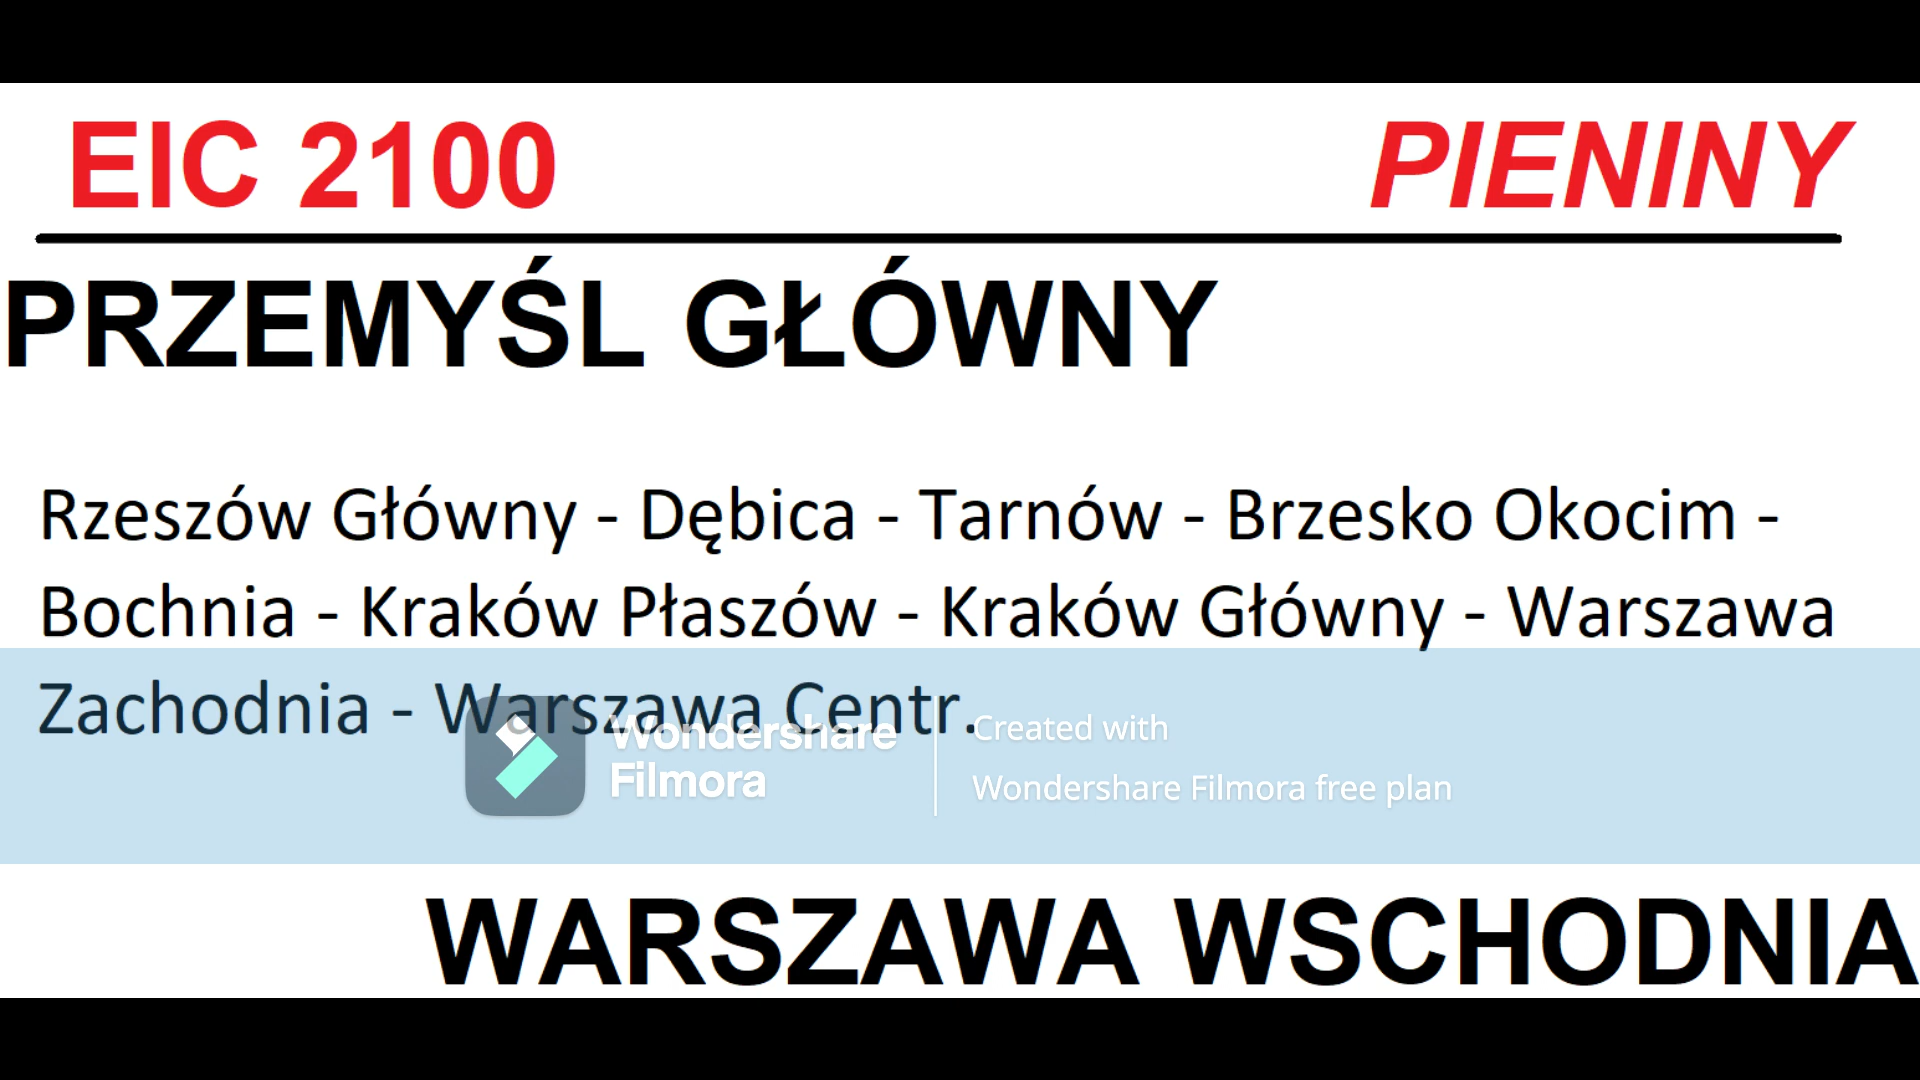 EIC 2100 PIENINY
PRZEMYŚL GŁÓWNY
Rzeszów Główny - Dębica - Tarnów - Brzesko Okocim -
Bochnia - Kraków Płaszów - Kraków Główny - Warszawa
Zachodnia - Warszawa Centr.
Wondershare
Filmora
Created with
Wondershare Filmora free plan
WARSZAWA WSCHODNIA